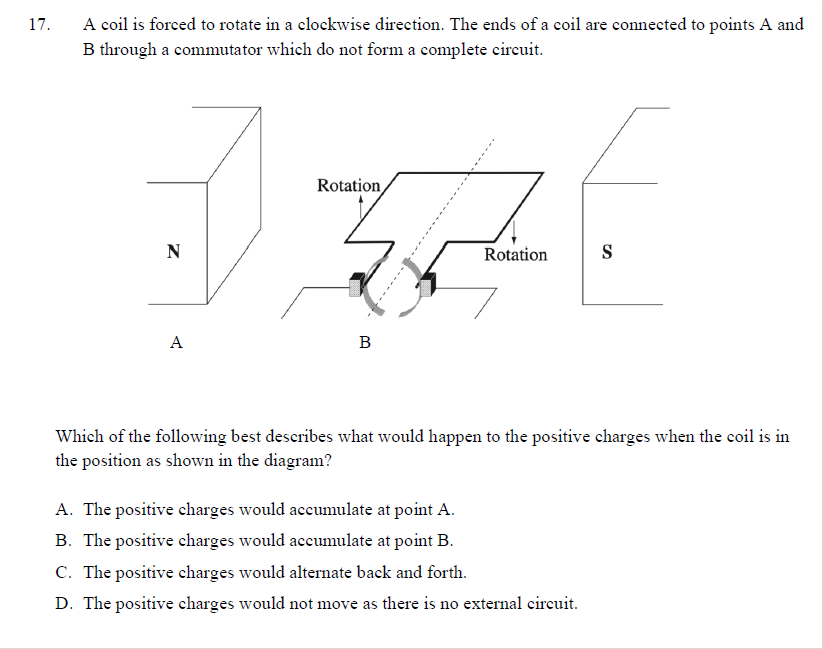 17. A coil is forced to rotate in a clockwise direction. The ends of a coil are connected to points A and
B through a commutator which do not form a complete circuit.
Rotation
N
Rotation
S
A
B
Which of the following best describes what would happen to the positive charges when the coil is in
the position as shown in the diagram?
A. The positive charges would accumulate at point A.
B. The positive charges would accumulate at point B.
C. The positive charges would alternate back and forth.
D. The positive charges would not move as there is no external circuit.